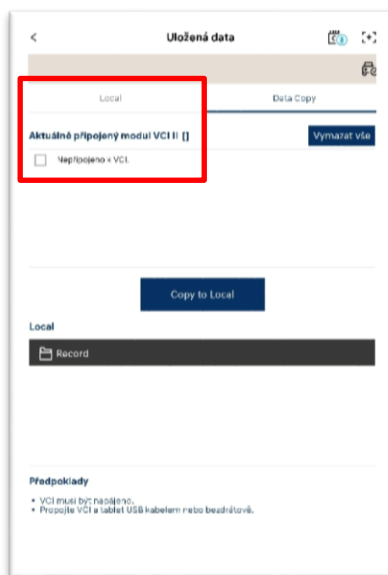 Uložená data
Local
Data Copy
Aktuálně připojený modul VCI II []
Vymazat vše
Nepřipojeno k VCI.
Copy to Local
Local
Record
Předpoklady
• VCI musí být napájeno.
• Propojte VCI a tablet USB kabelem nebo bezdrátově.